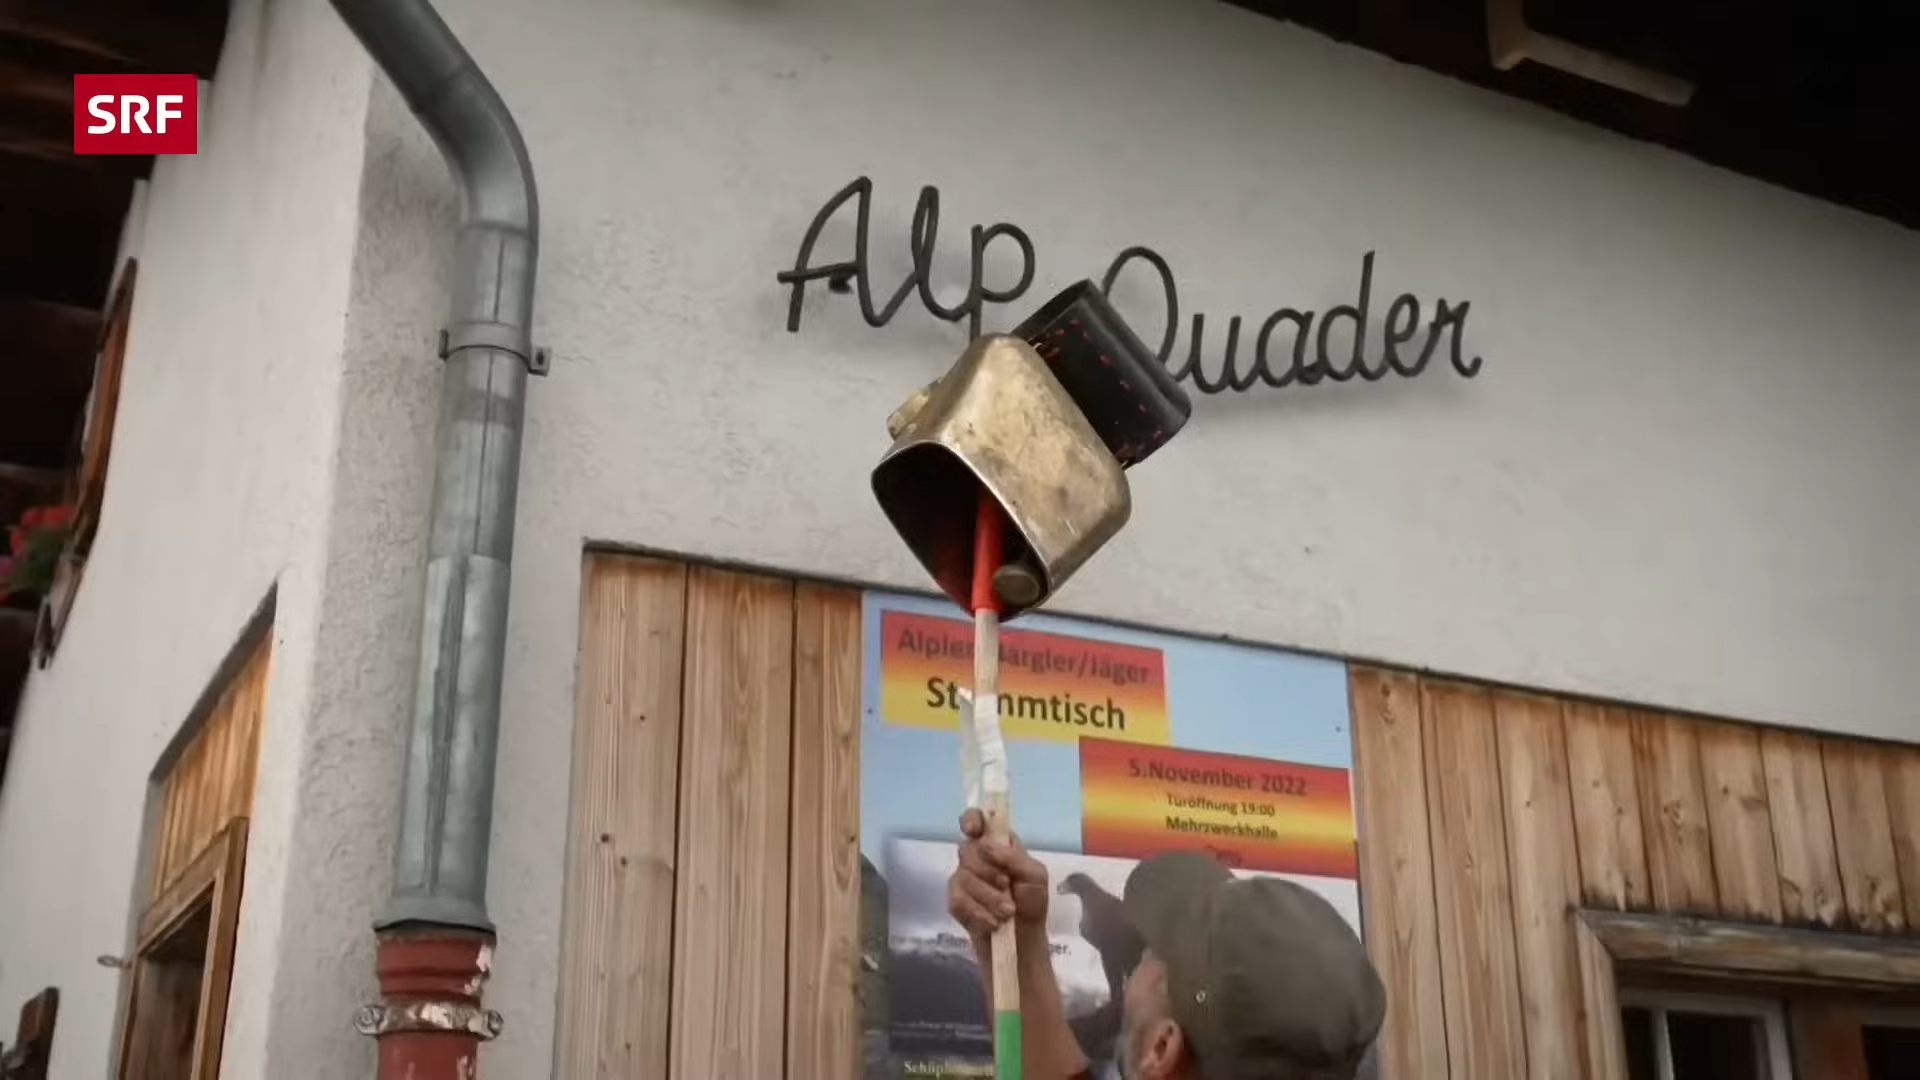 SRF
Alp Quader
Stammtisch
5.November 2022
Türöffnung 19:00
Mehrzweckhalle